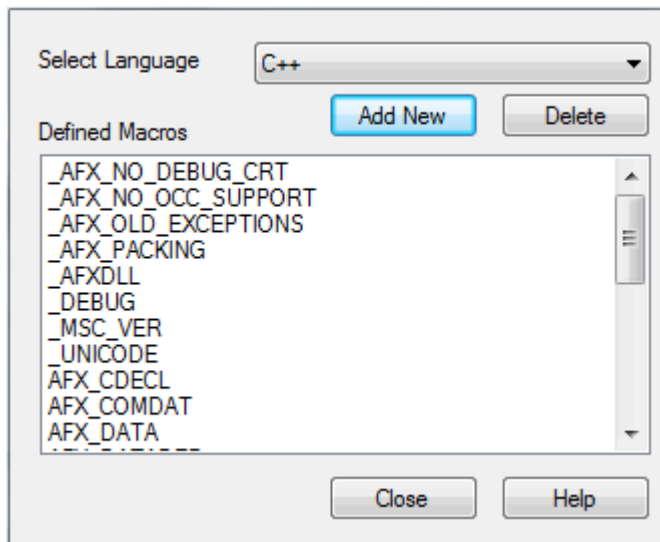 Select Language C++
Add New Delete
Defined Macros
_AFX_NO_DEBUG_CRT
_AFX_NO_OCC_SUPPORT
_AFX_OLD_EXCEPTIONS
_AFX_PACKING
_AFXDLL
_DEBUG
_MSC_VER
_UNICODE
AFX_CDECL
AFX_COMDAT
AFX_DATA
Close Help